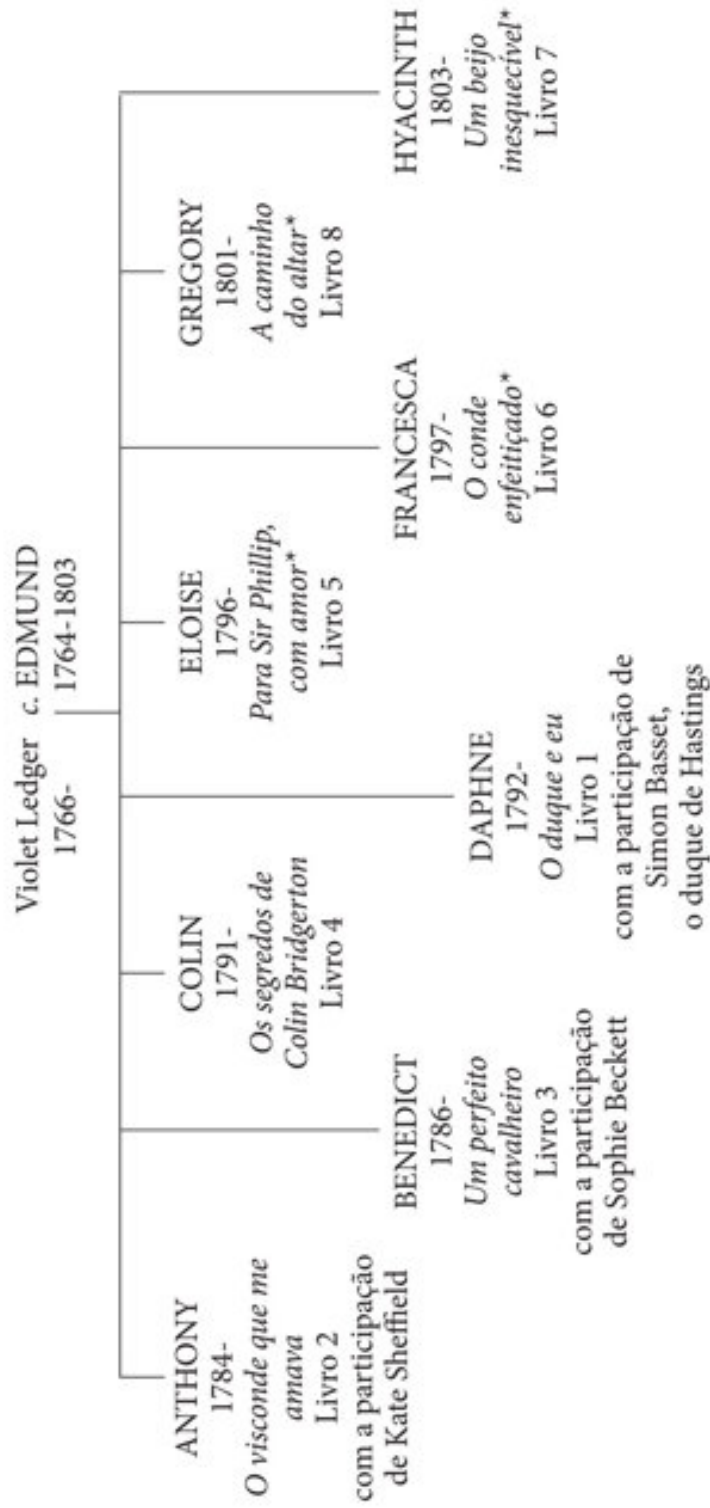 Violet Ledger c. EDMUND
1766- 1764-1803
ANTHONY
1784-
O visconde que me
amava
Livro 2
com a participação
de Kate Sheffield
BENEDICT
1786-
Um perfeito
cavalheiro
Livro 3
com a participação
de Sophie Beckett
COLIN
1791-
Os segredos de
Colin Bridgerton
Livro 4
DAPHNE
1792-
O duque e eu
Livro 1
com a participação de
Simon Basset,
o duque de Hastings
ELOISE
1796-
Para Sir Phillip,
com amor*
Livro 5
FRANCESCA
1797-
O conde
enfeitiçado*
Livro 6
GREGORY
1801-
A caminho
do altar*
Livro 8
HYACINTH
1803-
Um beijo
inesquecível*
Livro 7